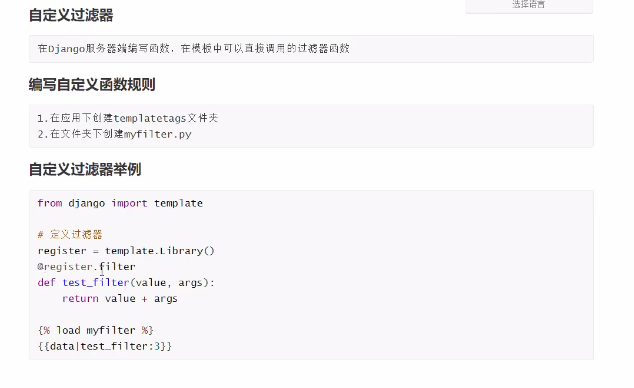 选择语言
自定义过滤器
在Django服务器端编写函数，在模板中可以直接调用的过滤器函数
编写自定义函数规则
1.在应用下创建templatetags文件夹
2.在文件夹下创建myfilter.py
自定义过滤器举例
from django import template
# 定义过滤器
register = template.Library()
@register.filter
def test_filter(value, args):
    return value + args
{% load myfilter %}
{{data|test_filter:3}}